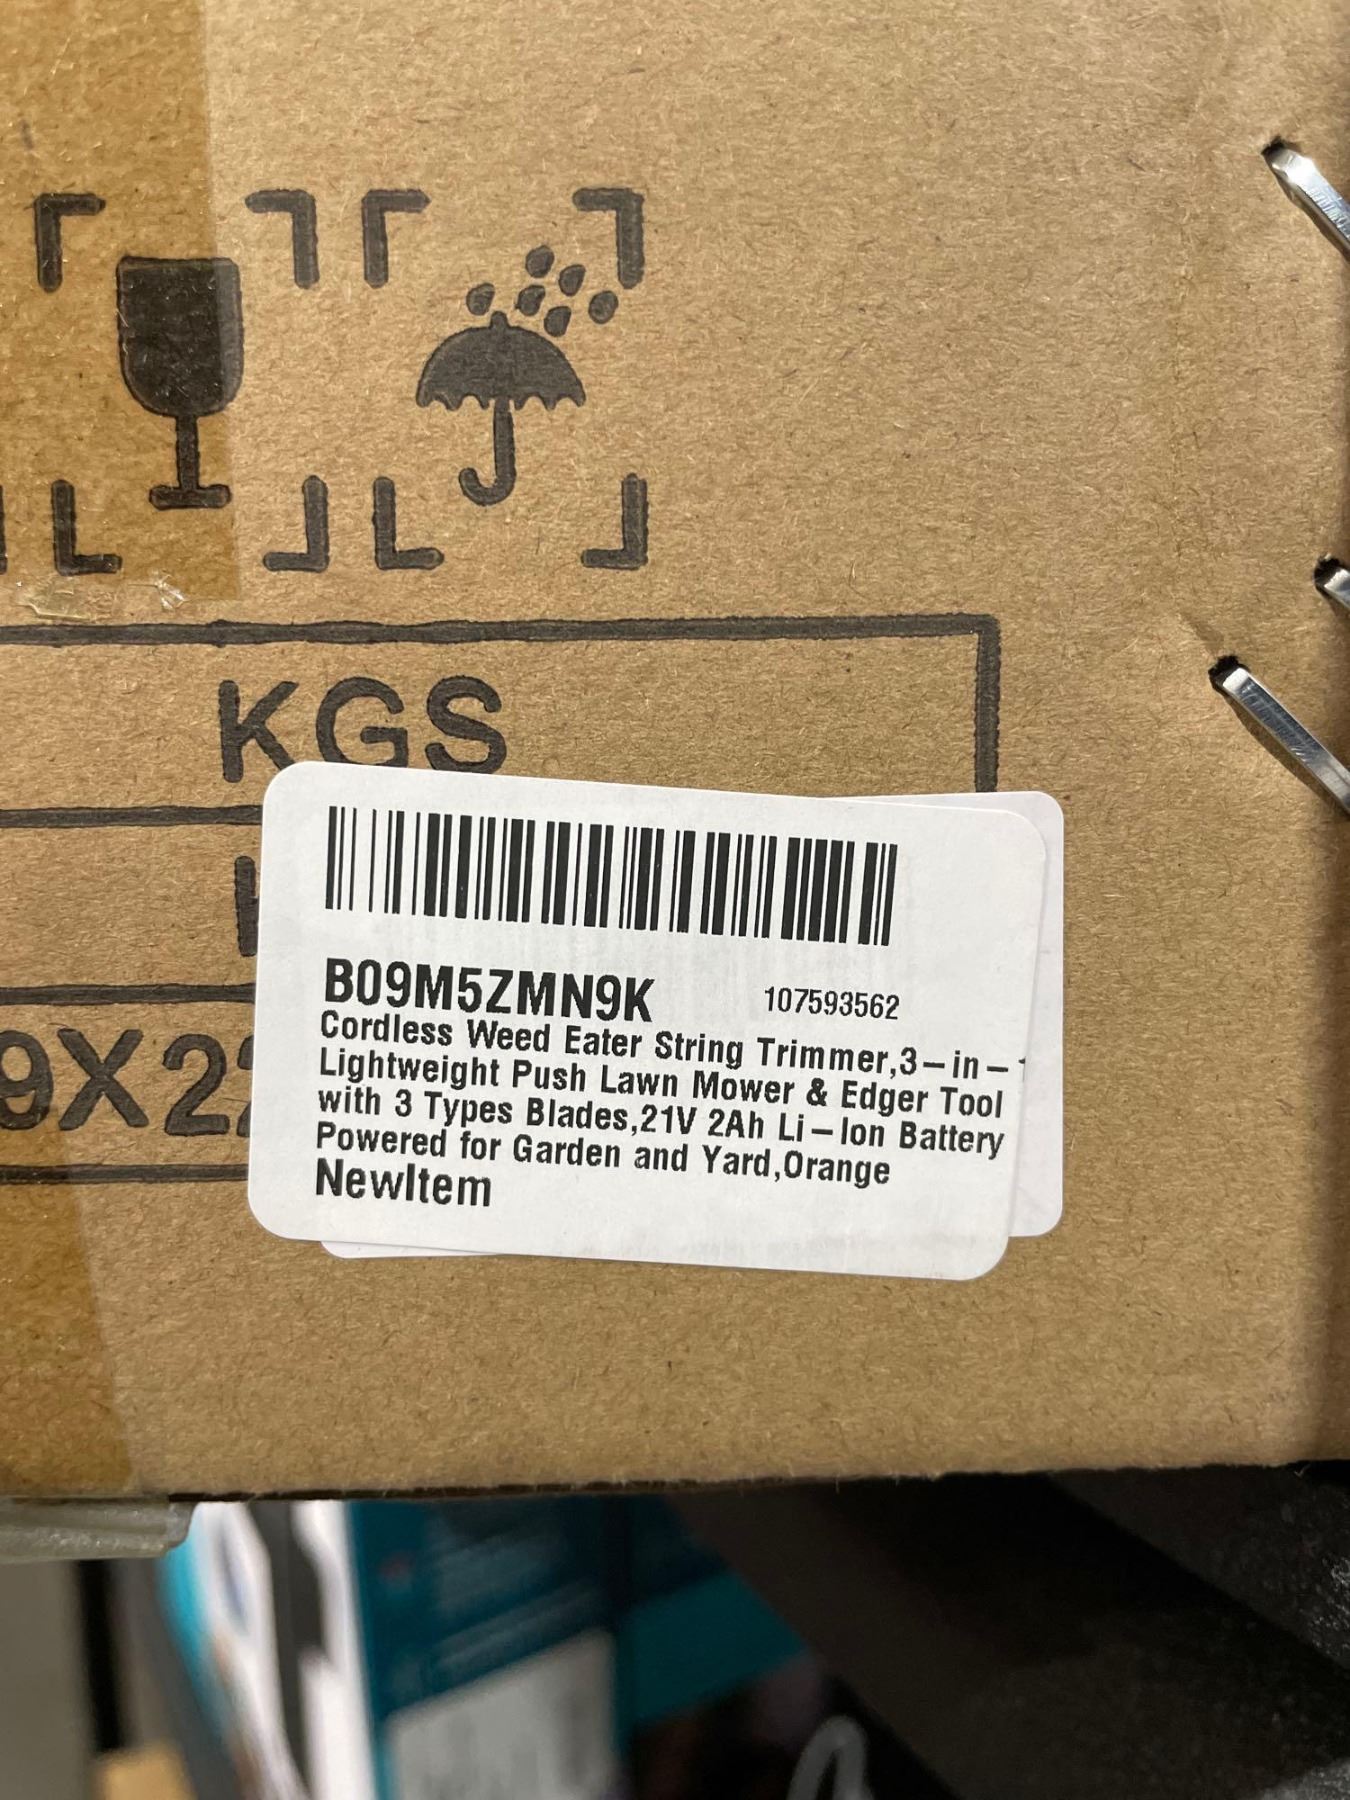 KGS
9X2
B09M5ZMN9K 107593562
Cordless Weed Eater String Trimmer,3-in-
Lightweight Push Lawn Mower & Edger Tool
with 3 Types Blades,21V 2Ah Li-Ion Battery
Powered for Garden and Yard,Orange
NewItem